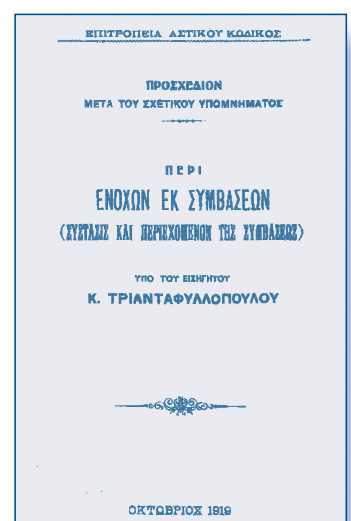 ΕΠΙΤΡΟΠΕΙΑ ΑΣΤΙΚΟΥ ΚΩΔΙΚΟΣ
ΠΡΟΣΧΕΔΙΟΝ
ΜΕΤΑ ΤΟΥ ΣΧΕΤΙΚΟΥ ΥΠΟΜΝΗΜΑΤΟΣ
ΠΕΡΙ
ΕΝΟΧΩΝ ΕΚ ΣΥΜΒΑΣΕΩΝ
(ΣΥΣΤΑΣΙΣ ΚΑΙ ΠΕΡΙΕΧΟΜΕΝΟΝ ΤΗΣ ΣΥΜΒΑΣΕΩΣ)
ΥΠΟ ΤΟΥ ΕΙΣΗΓΗΤΟΥ
Κ. ΤΡΙΑΝΤΑΦΥΛΛΟΠΟΥΛΟΥ
ΟΚΤΩΒΡΙΟΣ 1919